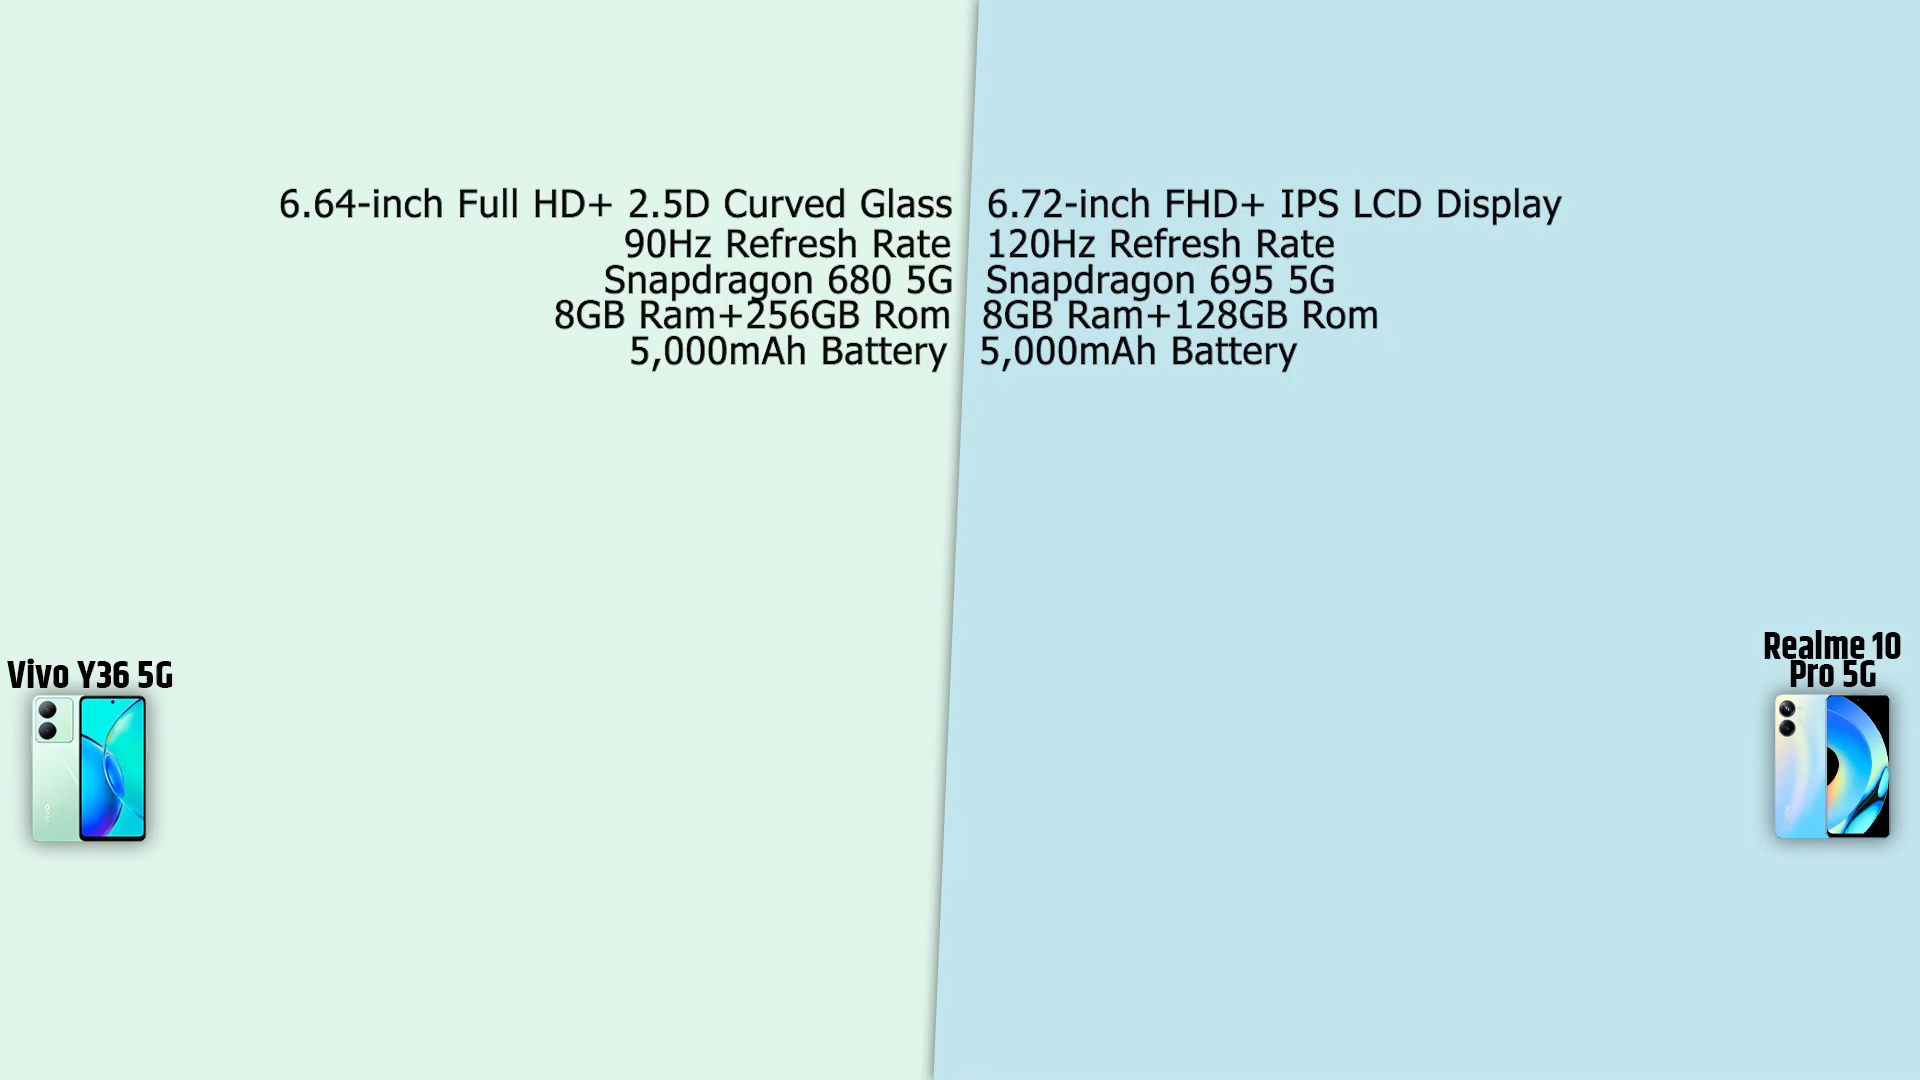 6.64-inch Full HD+ 2.5D Curved Glass
90Hz Refresh Rate
Snapdragon 680 5G
8GB Ram+256GB Rom
5,000mAh Battery
6.72-inch FHD+ IPS LCD Display
120Hz Refresh Rate
Snapdragon 695 5G
8GB Ram+128GB Rom
5,000mAh Battery
Vivo Y36 5G
vivo
Realme 10
Pro 5G